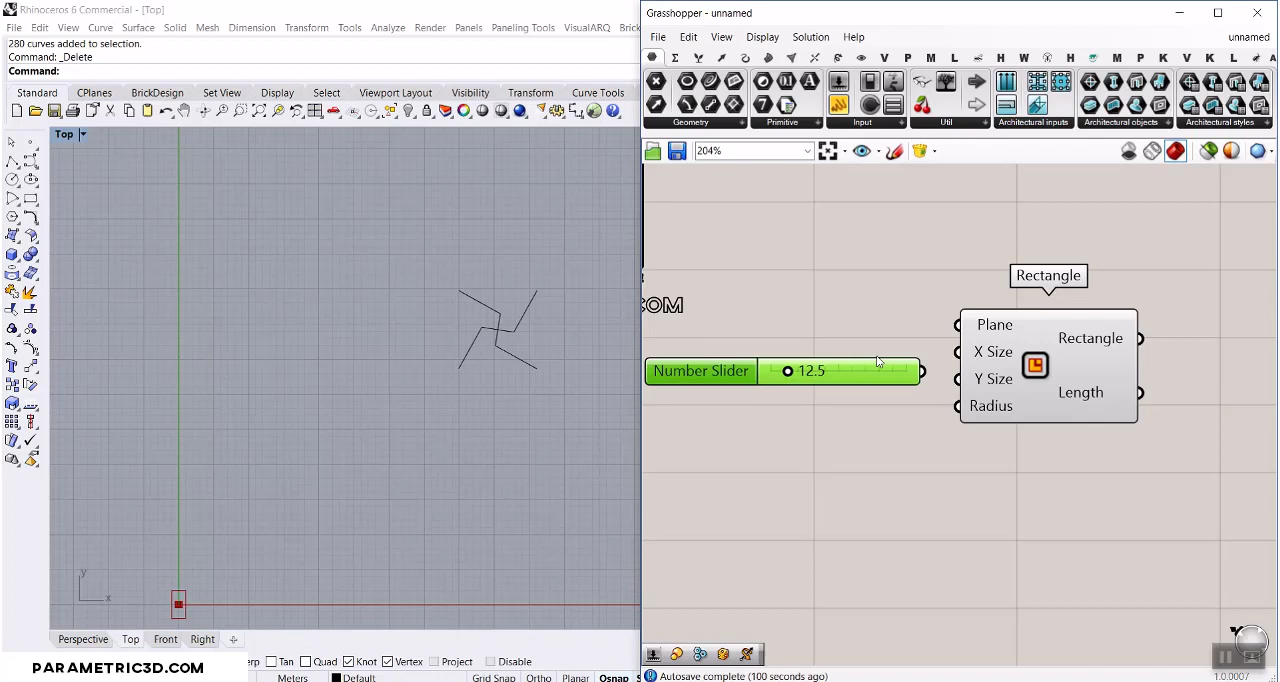 Rhinoceros 6 Commercial - [Top]
File Edit View Curve Surface Solid Mesh Dimension Transform Tools Analyze Render Panels Paneling Tools VisualARQ Brick
280 curves added to selection.
Command: _Delete
Command:
Standard CPlanes BrickDesign Set View Display Select Viewport Layout Visibility Transform Curve Tools
Top
y
x
Perspective Top Front Right
erp Tan Quad Knot Vertex Project Disable
PARAMETRIC3D.COM
Meters Default Grid Snap Ortho Planar Osnap
Grasshopper - unnamed
File Edit View Display Solution Help unnamed
V P M L H W H M P K V K L A
Geometry Primitive Input Util Architectural inputs Architectural objects Architectural styles
204%
Rectangle
COM
Number Slider 12.5
Plane
X Size
Y Size
Radius
Rectangle
Length
Autosave complete (100 seconds ago) 1.0.0007